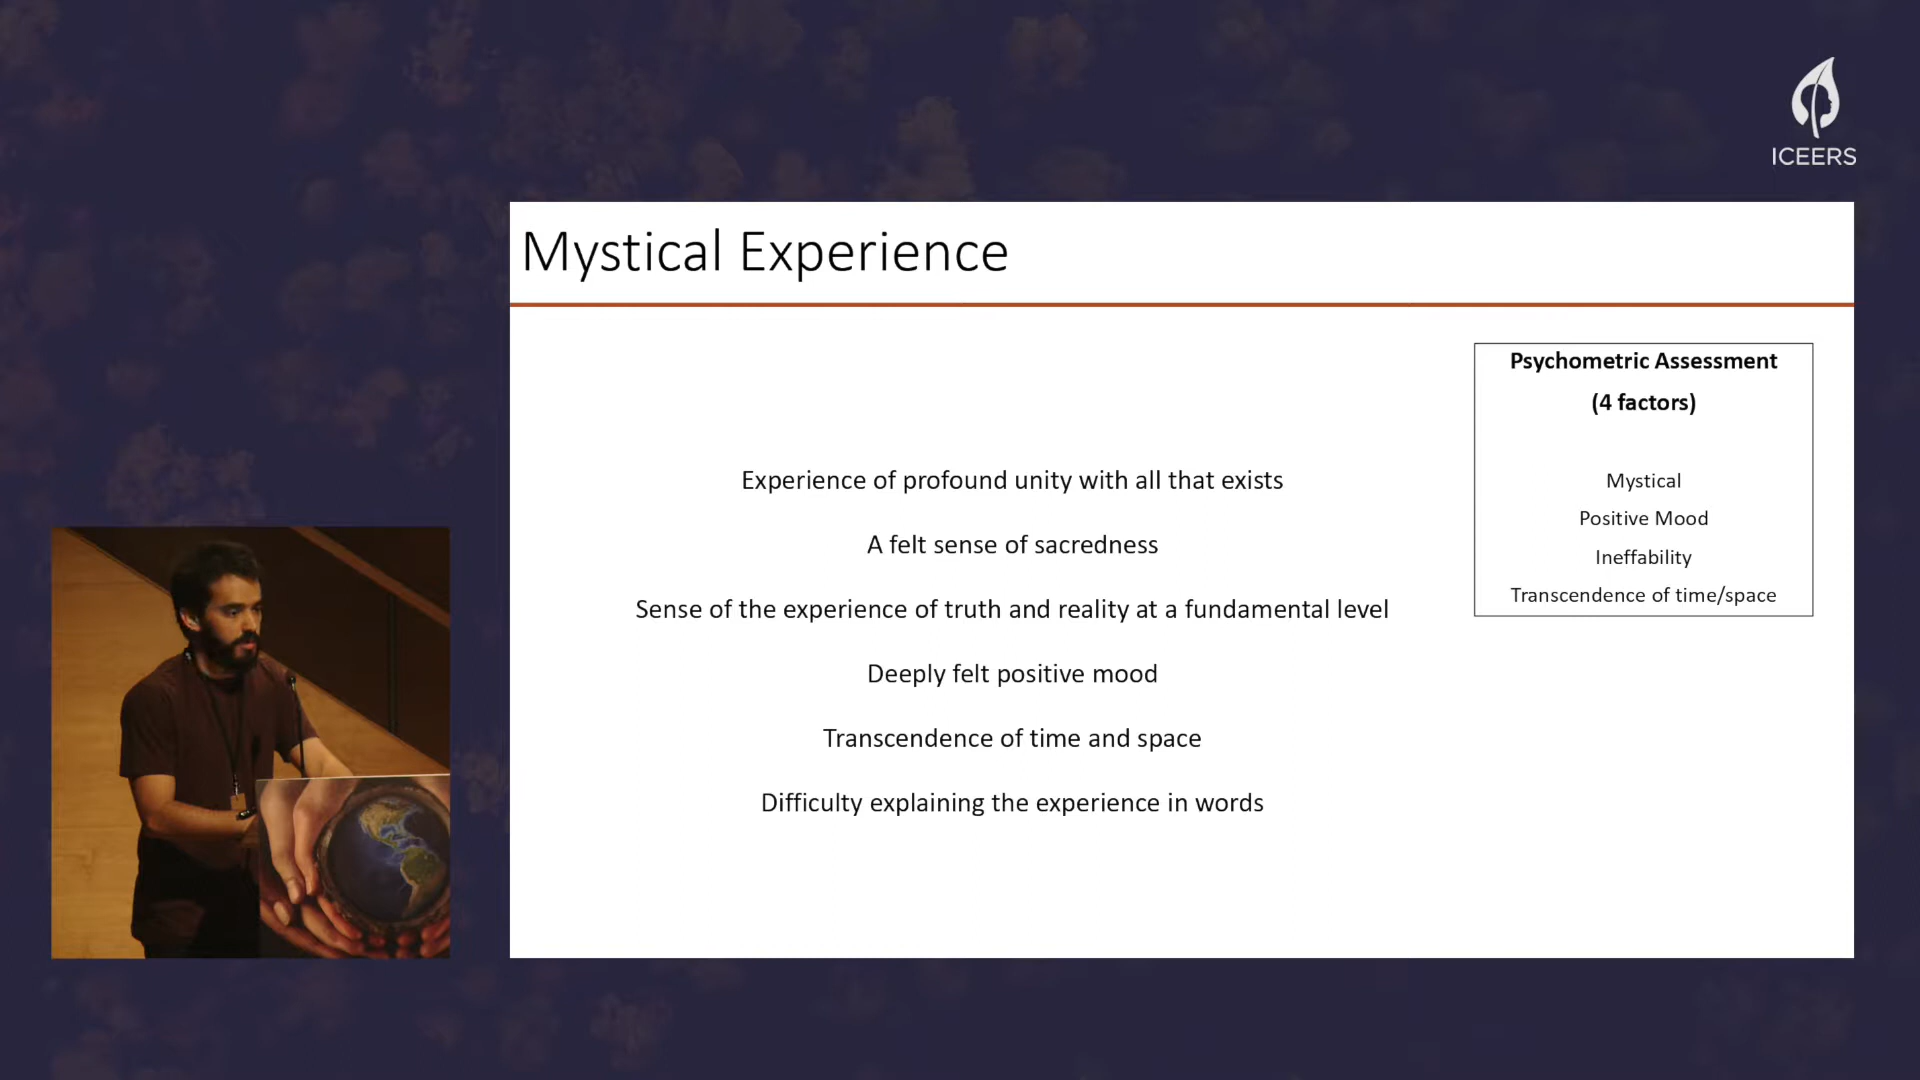 ICEERS
Mystical Experience
Experience of profound unity with all that exists
A felt sense of sacredness
Sense of the experience of truth and reality at a fundamental level
Deeply felt positive mood
Transcendence of time and space
Difficulty explaining the experience in words
Psychometric Assessment
(4 factors)
Mystical
Positive Mood
Ineffability
Transcendence of time/space